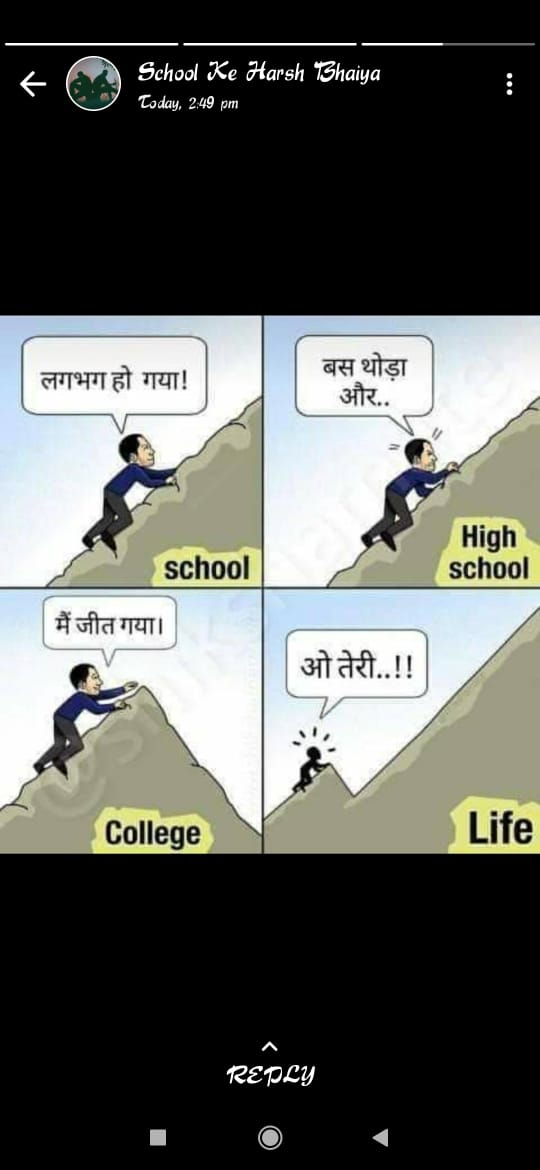 School Ke Harsh Bhaiya
Today, 2:49 pm
लगभग हो गया!
school
बस थोड़ा
और..
High
school
मैं जीत गया।
College
ओ तेरी..!!
Life
REPLY